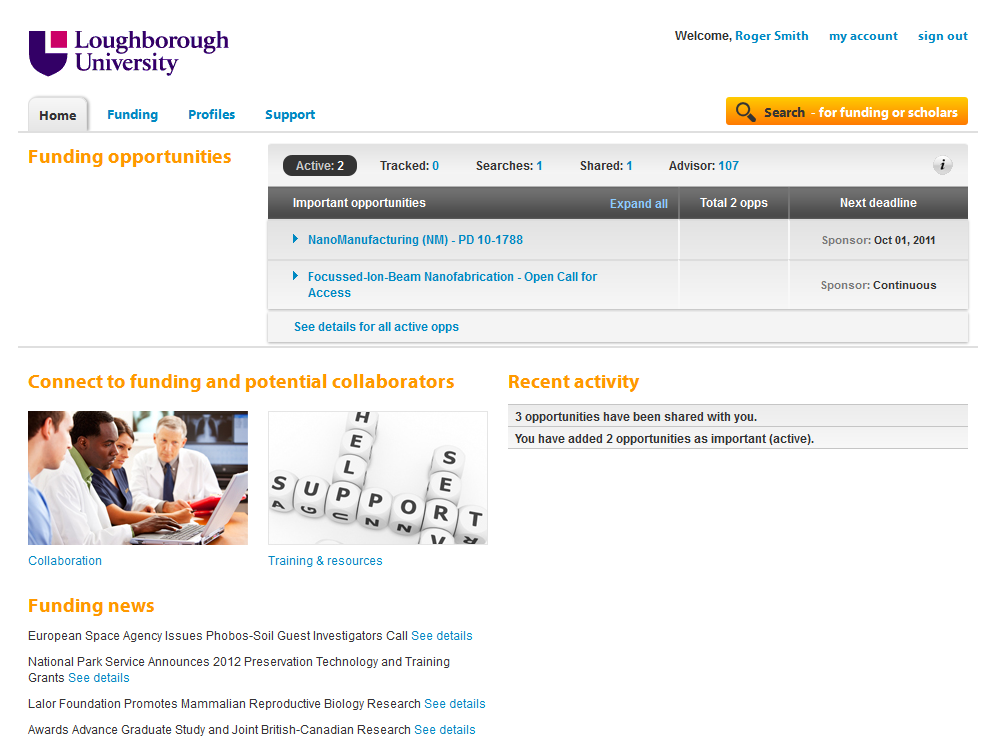 Loughborough
University
Welcome, Roger Smith my account sign out
Home Funding Profiles Support
Search - for funding or scholars
Funding opportunities
Active: 2 Tracked: 0 Searches: 1 Shared: 1 Advisor: 107 i
Important opportunities Expand all Total 2 opps Next deadline
NanoManufacturing (NM) - PD 10-1788 Sponsor: Oct 01, 2011
Focussed-Ion-Beam Nanofabrication - Open Call for
Access
Sponsor: Continuous
See details for all active opps
Connect to funding and potential collaborators
HELP
SUPPORT
SERV
Collaboration
Training & resources
Recent activity
3 opportunities have been shared with you.
You have added 2 opportunities as important (active).
Funding news
European Space Agency Issues Phobos-Soil Guest Investigators Call See details
National Park Service Announces 2012 Preservation Technology and Training
Grants See details
Lalor Foundation Promotes Mammalian Reproductive Biology Research See details
Awards Advance Graduate Study and Joint British-Canadian Research See details